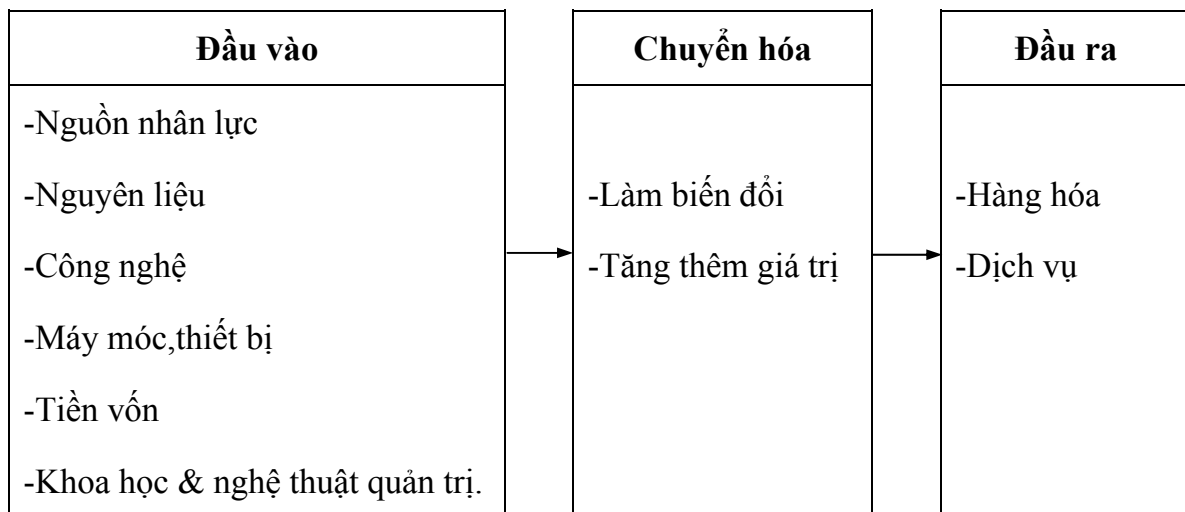 Đầu vào
-Nguồn nhân lực
-Nguyên liệu
-Công nghệ
-Máy móc,thiết bị
-Tiền vốn
-Khoa học & nghệ thuật quản trị.
Chuyển hóa
-Làm biến đổi
-Tăng thêm giá trị
Đầu ra
-Hàng hóa
-Dịch vụ